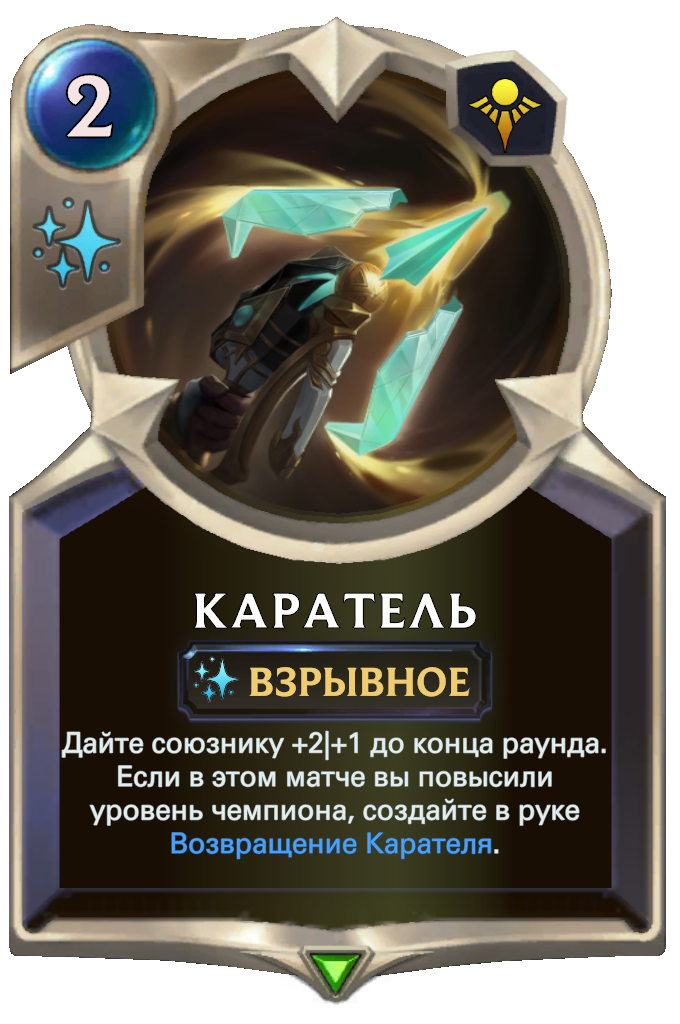 2
КАРАТЕЛЬ
ВЗРЫВНОЕ
Дайте союзнику +2|+1 до конца раунда.
Если в этом матче вы повысили
уровень чемпиона, создайте в руке
Возвращение Карателя.